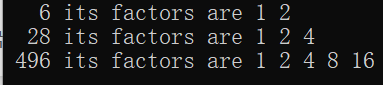 6 its factors are 1 2
28 its factors are 1 2 4
496 its factors are 1 2 4 8 16